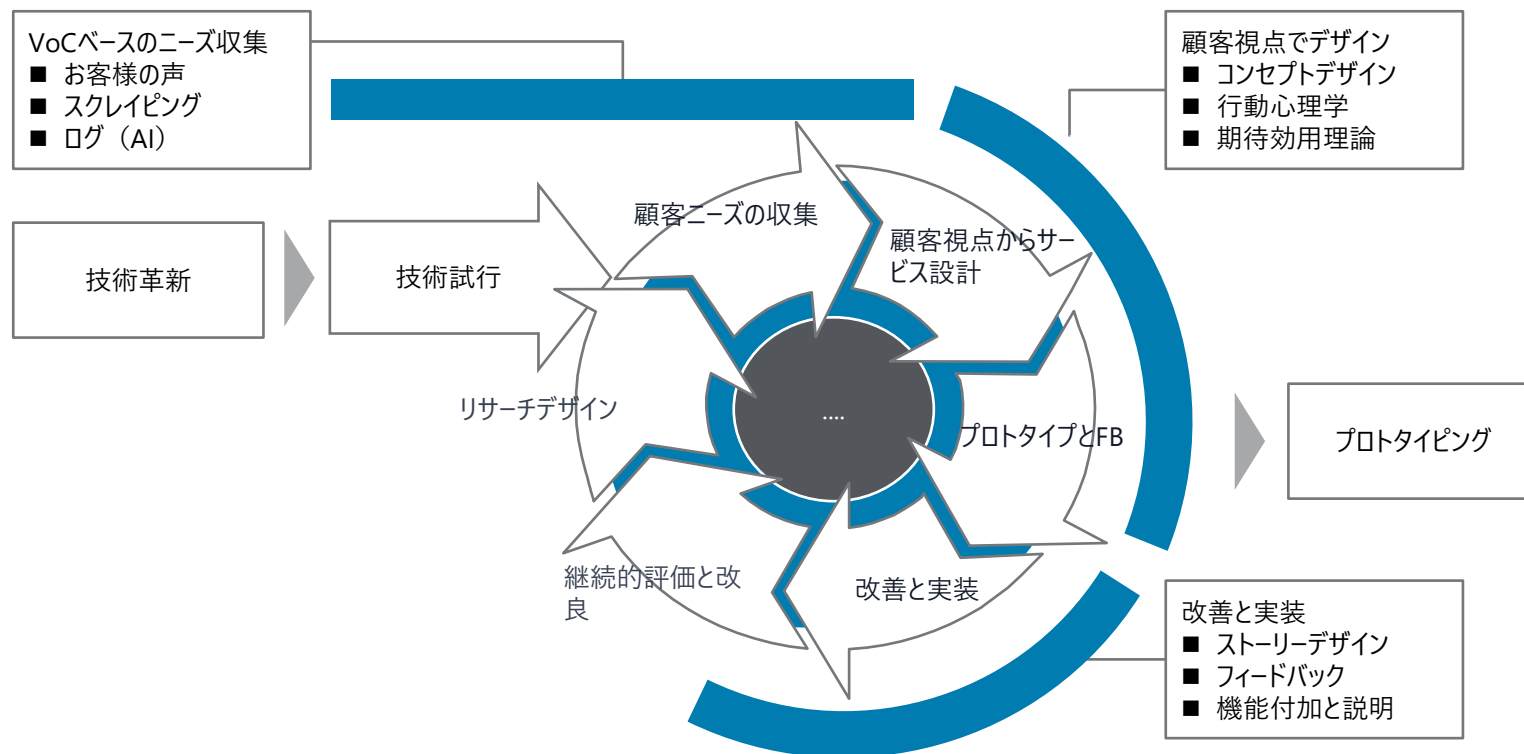 VoCベースのニーズ収集
■ お客様の声
■ スクレイピング
■ ログ（AI）
顧客視点でデザイン
■ コンセプトデザイン
■ 行動心理学
■ 期待効用理論
技術革新
技術試行
顧客ニーズの収集
顧客視点からサー
ビス設計
リサーチデザイン
....
プロトタイプとFB
プロトタイピング
継続的評価と改
良
改善と実装
改善と実装
■ ストーリーデザイン
■ フィードバック
■ 機能付加と説明